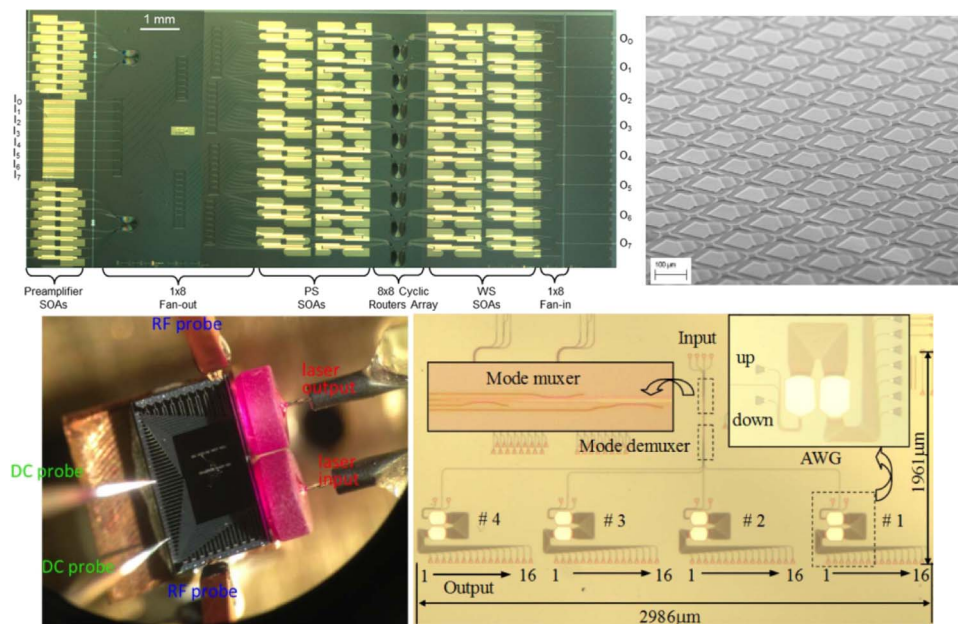 1 mm
I0
I1
I2
I3
I4
I5
I6
I7
O0
O1
O2
O3
O4
O5
O6
O7
Preamplifier SOAs
1x8 Fan-out
PS SOAs
8x8 Cyclic Routers Array
WS SOAs
1x8 Fan-in
100 µm
RF probe
laser output
laser input
DC probe
DC probe
RF probe
Input
Mode muxer
Mode demuxer
up
down
AWG
1961µm
# 4
# 3
# 2
# 1
1 16 1 16 1 16 1 16
Output
2986µm